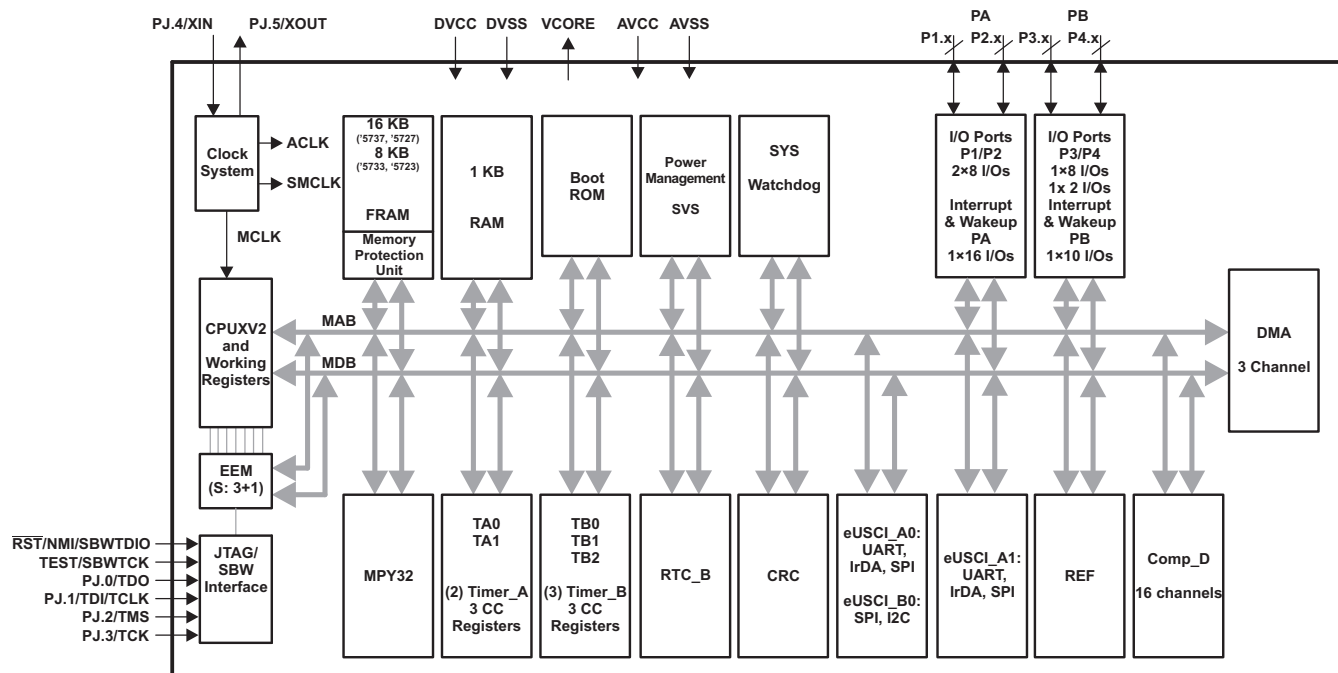 PJ.4/XIN
PJ.5/XOUT
DVCC
DVSS
VCORE
AVCC
AVSS
PA
P1.x
P2.x
PB
P3.x
P4.x
Clock
System
ACLK
SMCLK
MCLK
16 KB
('5737, '5727)
8 KB
('5733, '5723)
FRAM
Memory
Protection
Unit
1 KB
RAM
Boot
ROM
Power
Management
SVS
SYS
Watchdog
I/O Ports
P1/P2
2×8 I/Os
Interrupt
& Wakeup
PA
1×16 I/Os
I/O Ports
P3/P4
1×8 I/Os
1x 2 I/Os
Interrupt
& Wakeup
PB
1×10 I/Os
CPUXV2
and
Working
Registers
MAB
MDB
DMA
3 Channel
EEM
(S: 3+1)
RST/NMI/SBWTDIO
TEST/SBWTCK
PJ.0/TDO
PJ.1/TDI/TCLK
PJ.2/TMS
PJ.3/TCK
JTAG/
SBW
Interface
MPY32
TA0
TA1
(2) Timer_A
3 CC
Registers
TB0
TB1
TB2
(3) Timer_B
3 CC
Registers
RTC_B
CRC
eUSCI_A0:
UART,
IrDA, SPI
eUSCI_B0:
SPI, I2C
eUSCI_A1:
UART,
IrDA, SPI
REF
Comp_D
16 channels